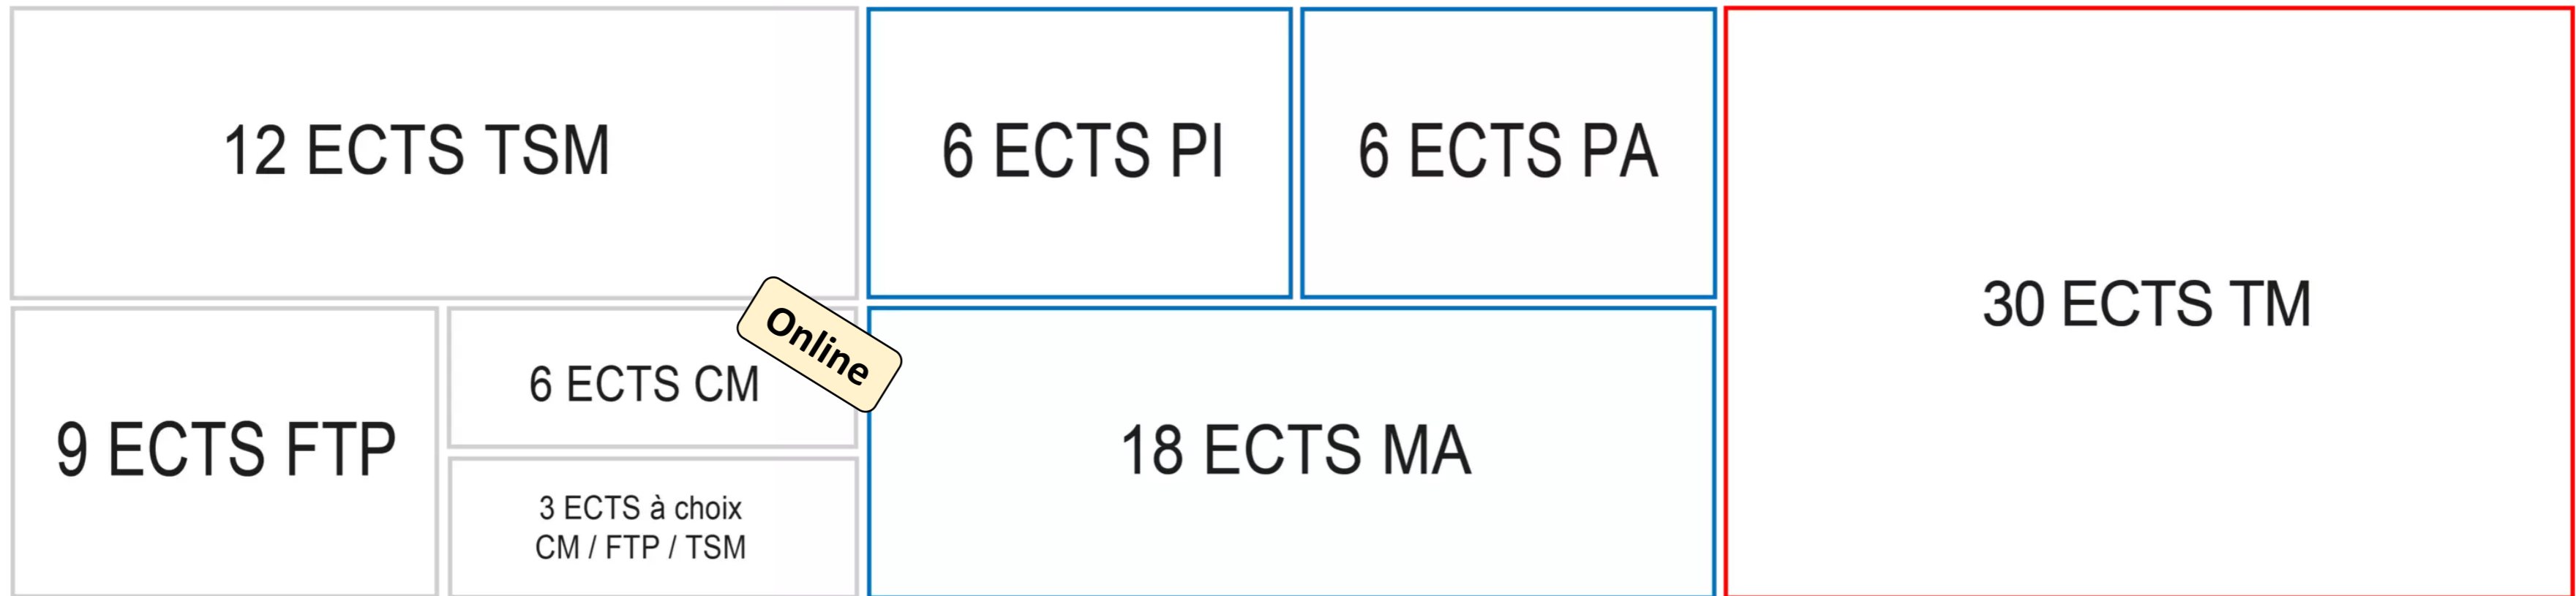 12 ECTS TSM
6 ECTS PI
6 ECTS PA
30 ECTS TM
Online
9 ECTS FTP
6 ECTS CM
3 ECTS à choix
CM / FTP / TSM
18 ECTS MA